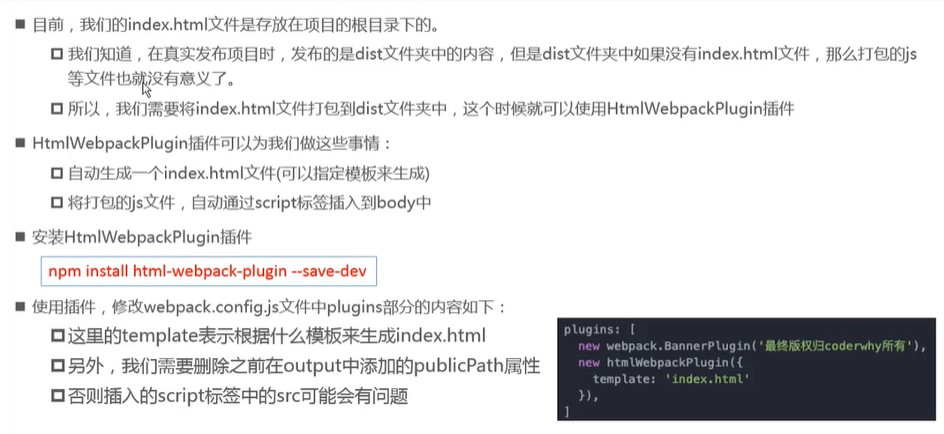 目前，我们的index.html文件是存放在项目的根目录下的。
我们知道，在真实发布项目时，发布的是dist文件夹中的内容，但是dist文件夹中如果没有index.html文件，那么打包的js
等文件也就没有意义了。
所以，我们需要将index.html文件打包到dist文件夹中，这个时候就可以使用HtmlWebpackPlugin插件
HtmlWebpackPlugin插件可以为我们做这些事情：
自动生成一个index.html文件(可以指定模板来生成)
将打包的js文件，自动通过script标签插入到body中
安装HtmlWebpackPlugin插件
npm install html-webpack-plugin --save-dev
使用插件，修改webpack.config.js文件中plugins部分的内容如下：
这里的template表示根据什么模板来生成index.html
另外，我们需要删除之前在output中添加的publicPath属性
否则插入的script标签中的src可能会有问题
plugins: [
new webpack.BannerPlugin('最终版权归coderwhy所有'),
new htmlWebpackPlugin({
template: 'index.html'
}),
]